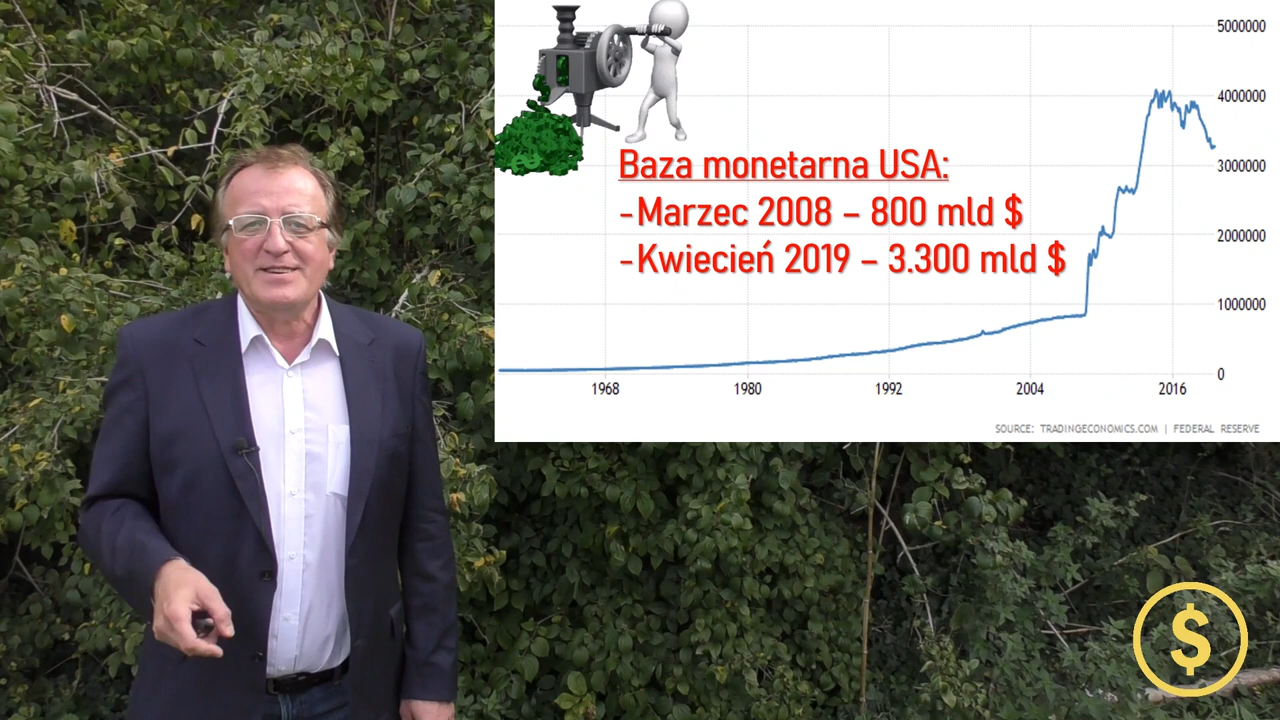 5000000
4000000
Baza monetarna USA:
3000000
-Marzec 2008 – 800 mld $
2000000
-Kwiecień 2019 – 3.300 mld $
1000000
0
1968 1980 1992 2004 2016
SOURCE: TRADINGECONOMICS.COM | FEDERAL RESERVE
$